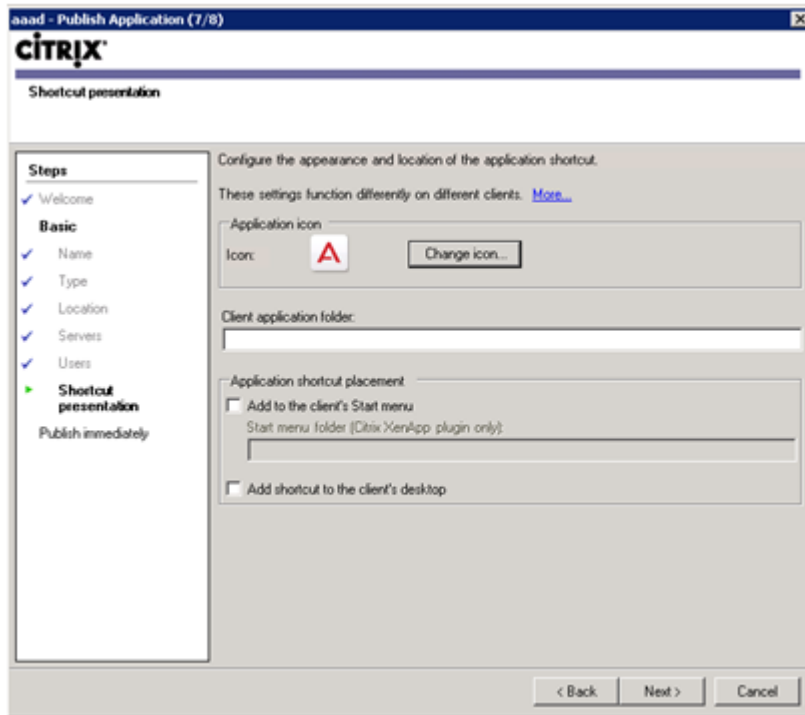 aaad - Publish Application (7/8)
CITRIX
Shortcut presentation
Steps
Welcome
Basic
Name
Type
Location
Servers
Users
Shortcut
presentation
Publish immediately
Configure the appearance and location of the application shortcut.
These settings function differently on different clients. More...
Application icon
Icon:
Change icon...
Client application folder:
Application shortcut placement
Add to the client's Start menu
Start menu folder (Citrix XenApp plugin only):
Add shortcut to the client's desktop
< Back
Next >
Cancel